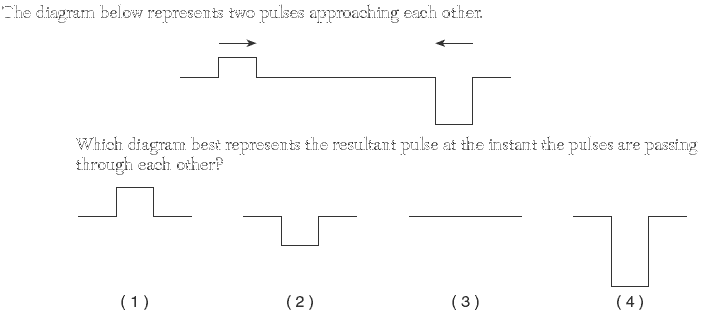 The diagram below represents two pulses approaching each other.
Which diagram best represents the resultant pulse at the instant the pulses are passing
through each other?
( 1 ) ( 2 ) ( 3 ) ( 4 )